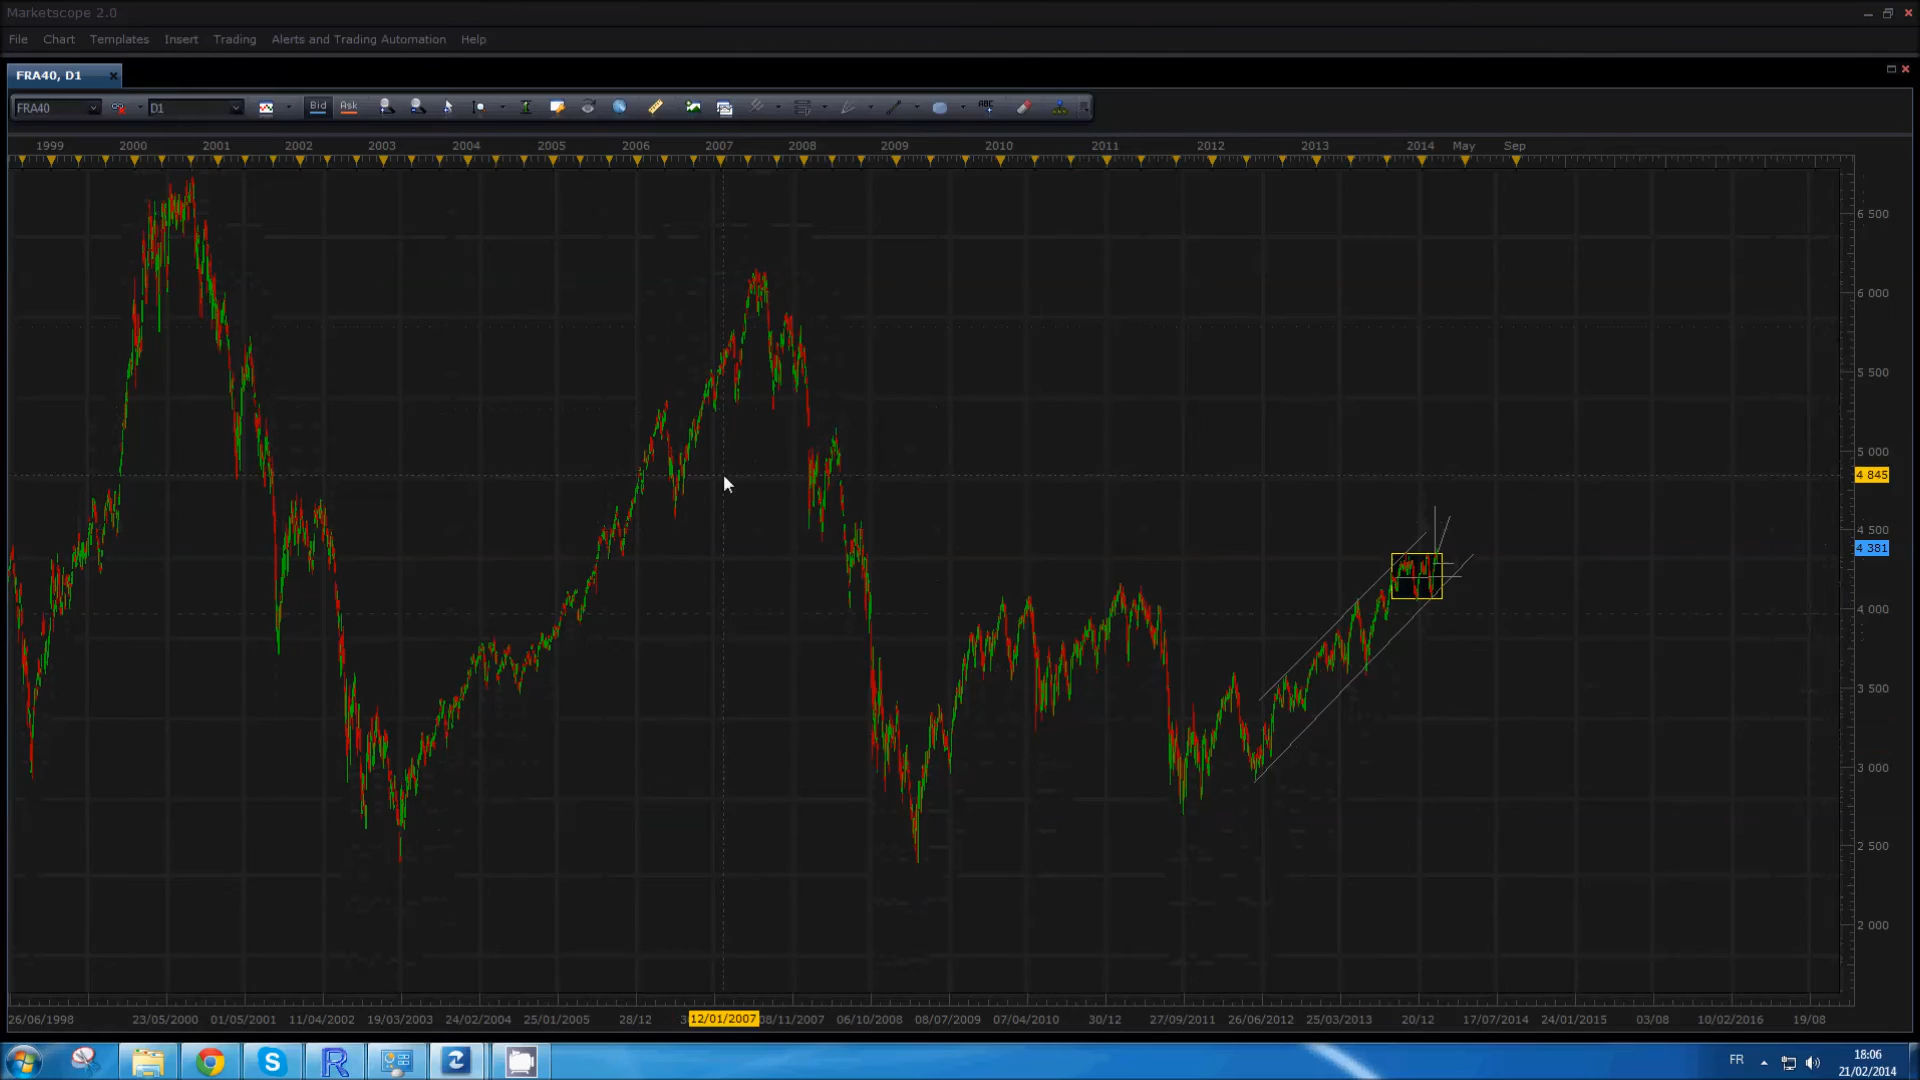 Marketscope 2.0
File Chart Templates Insert Trading Alerts and Trading Automation Help
FRA40, D1
FRA40 D1 Bid Ask ABC
1999 2000 2001 2002 2003 2004 2005 2006 2007 2008 2009 2010 2011 2012 2013 2014 May Sep
6 500
6 000
5 500
5 000
4 845
4 500
4 381
4 000
3 500
3 000
2 500
2 000
26/06/1998 23/05/2000 01/05/2001 11/04/2002 19/03/2003 24/02/2004 25/01/2005 28/12 12/01/2007 08/11/2007 06/10/2008 08/07/2009 07/04/2010 30/12 27/09/2011 26/06/2012 25/03/2013 20/12 17/07/2014 24/01/2015 03/08 10/02/2016 19/08
FR 18:06
21/02/2014